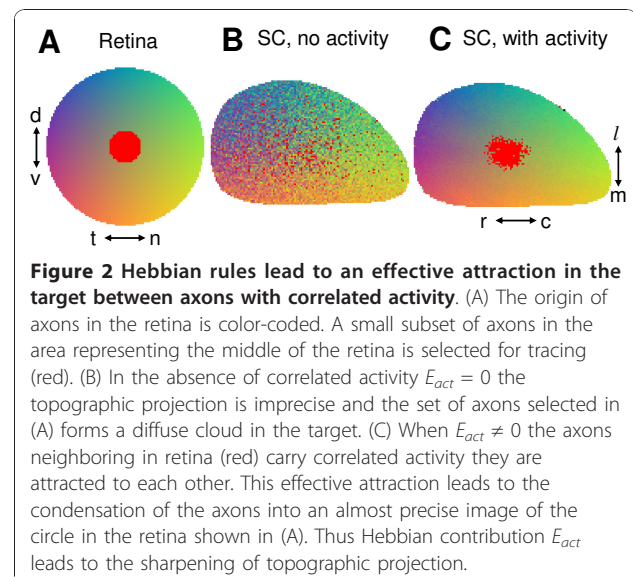 A Retina B SC, no activity C SC, with activity
d
v
t n
l
m
r c
Figure 2 Hebbian rules lead to an effective attraction in the
target between axons with correlated activity. (A) The origin of
axons in the retina is color-coded. A small subset of axons in the
area representing the middle of the retina is selected for tracing
(red). (B) In the absence of correlated activity E_act = 0 the
topographic projection is imprecise and the set of axons selected in
(A) forms a diffuse cloud in the target. (C) When E_act ≠ 0 the axons
neighboring in retina (red) carry correlated activity they are
attracted to each other. This effective attraction leads to the
condensation of the axons into an almost precise image of the
circle in the retina shown in (A). Thus Hebbian contribution E_act
leads to the sharpening of topographic projection.